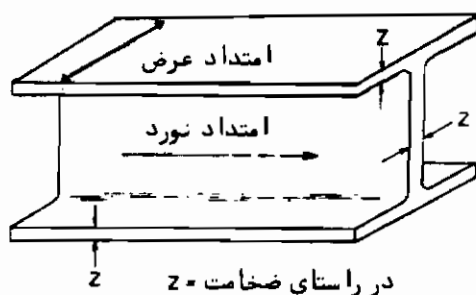 امتداد عرض
Z
امتداد نورد
Z
Z
در راستای ضخامت = Z